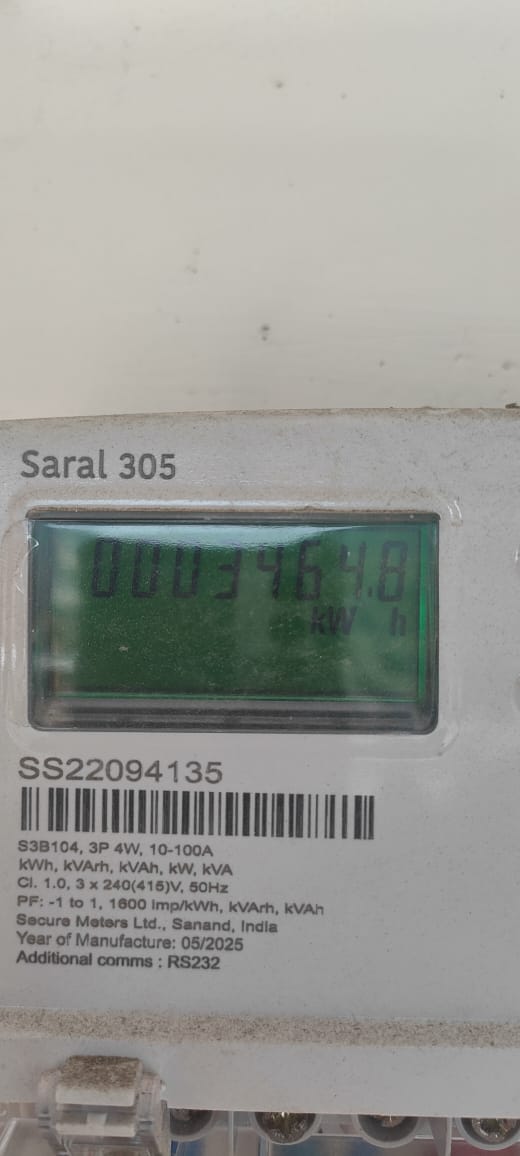 Saral 305
0003464.8
kW h
SS22094135
S3B104, 3P 4W, 10-100A
kWh, kVArh, kVAh, kW, kVA
Cl. 1.0, 3 x 240(415)V, 50Hz
PF: -1 to 1, 1600 imp/kWh, kVArh, kVAh
Secure Meters Ltd., Sanand, India
Year of Manufacture: 05/2025
Additional comms : RS232